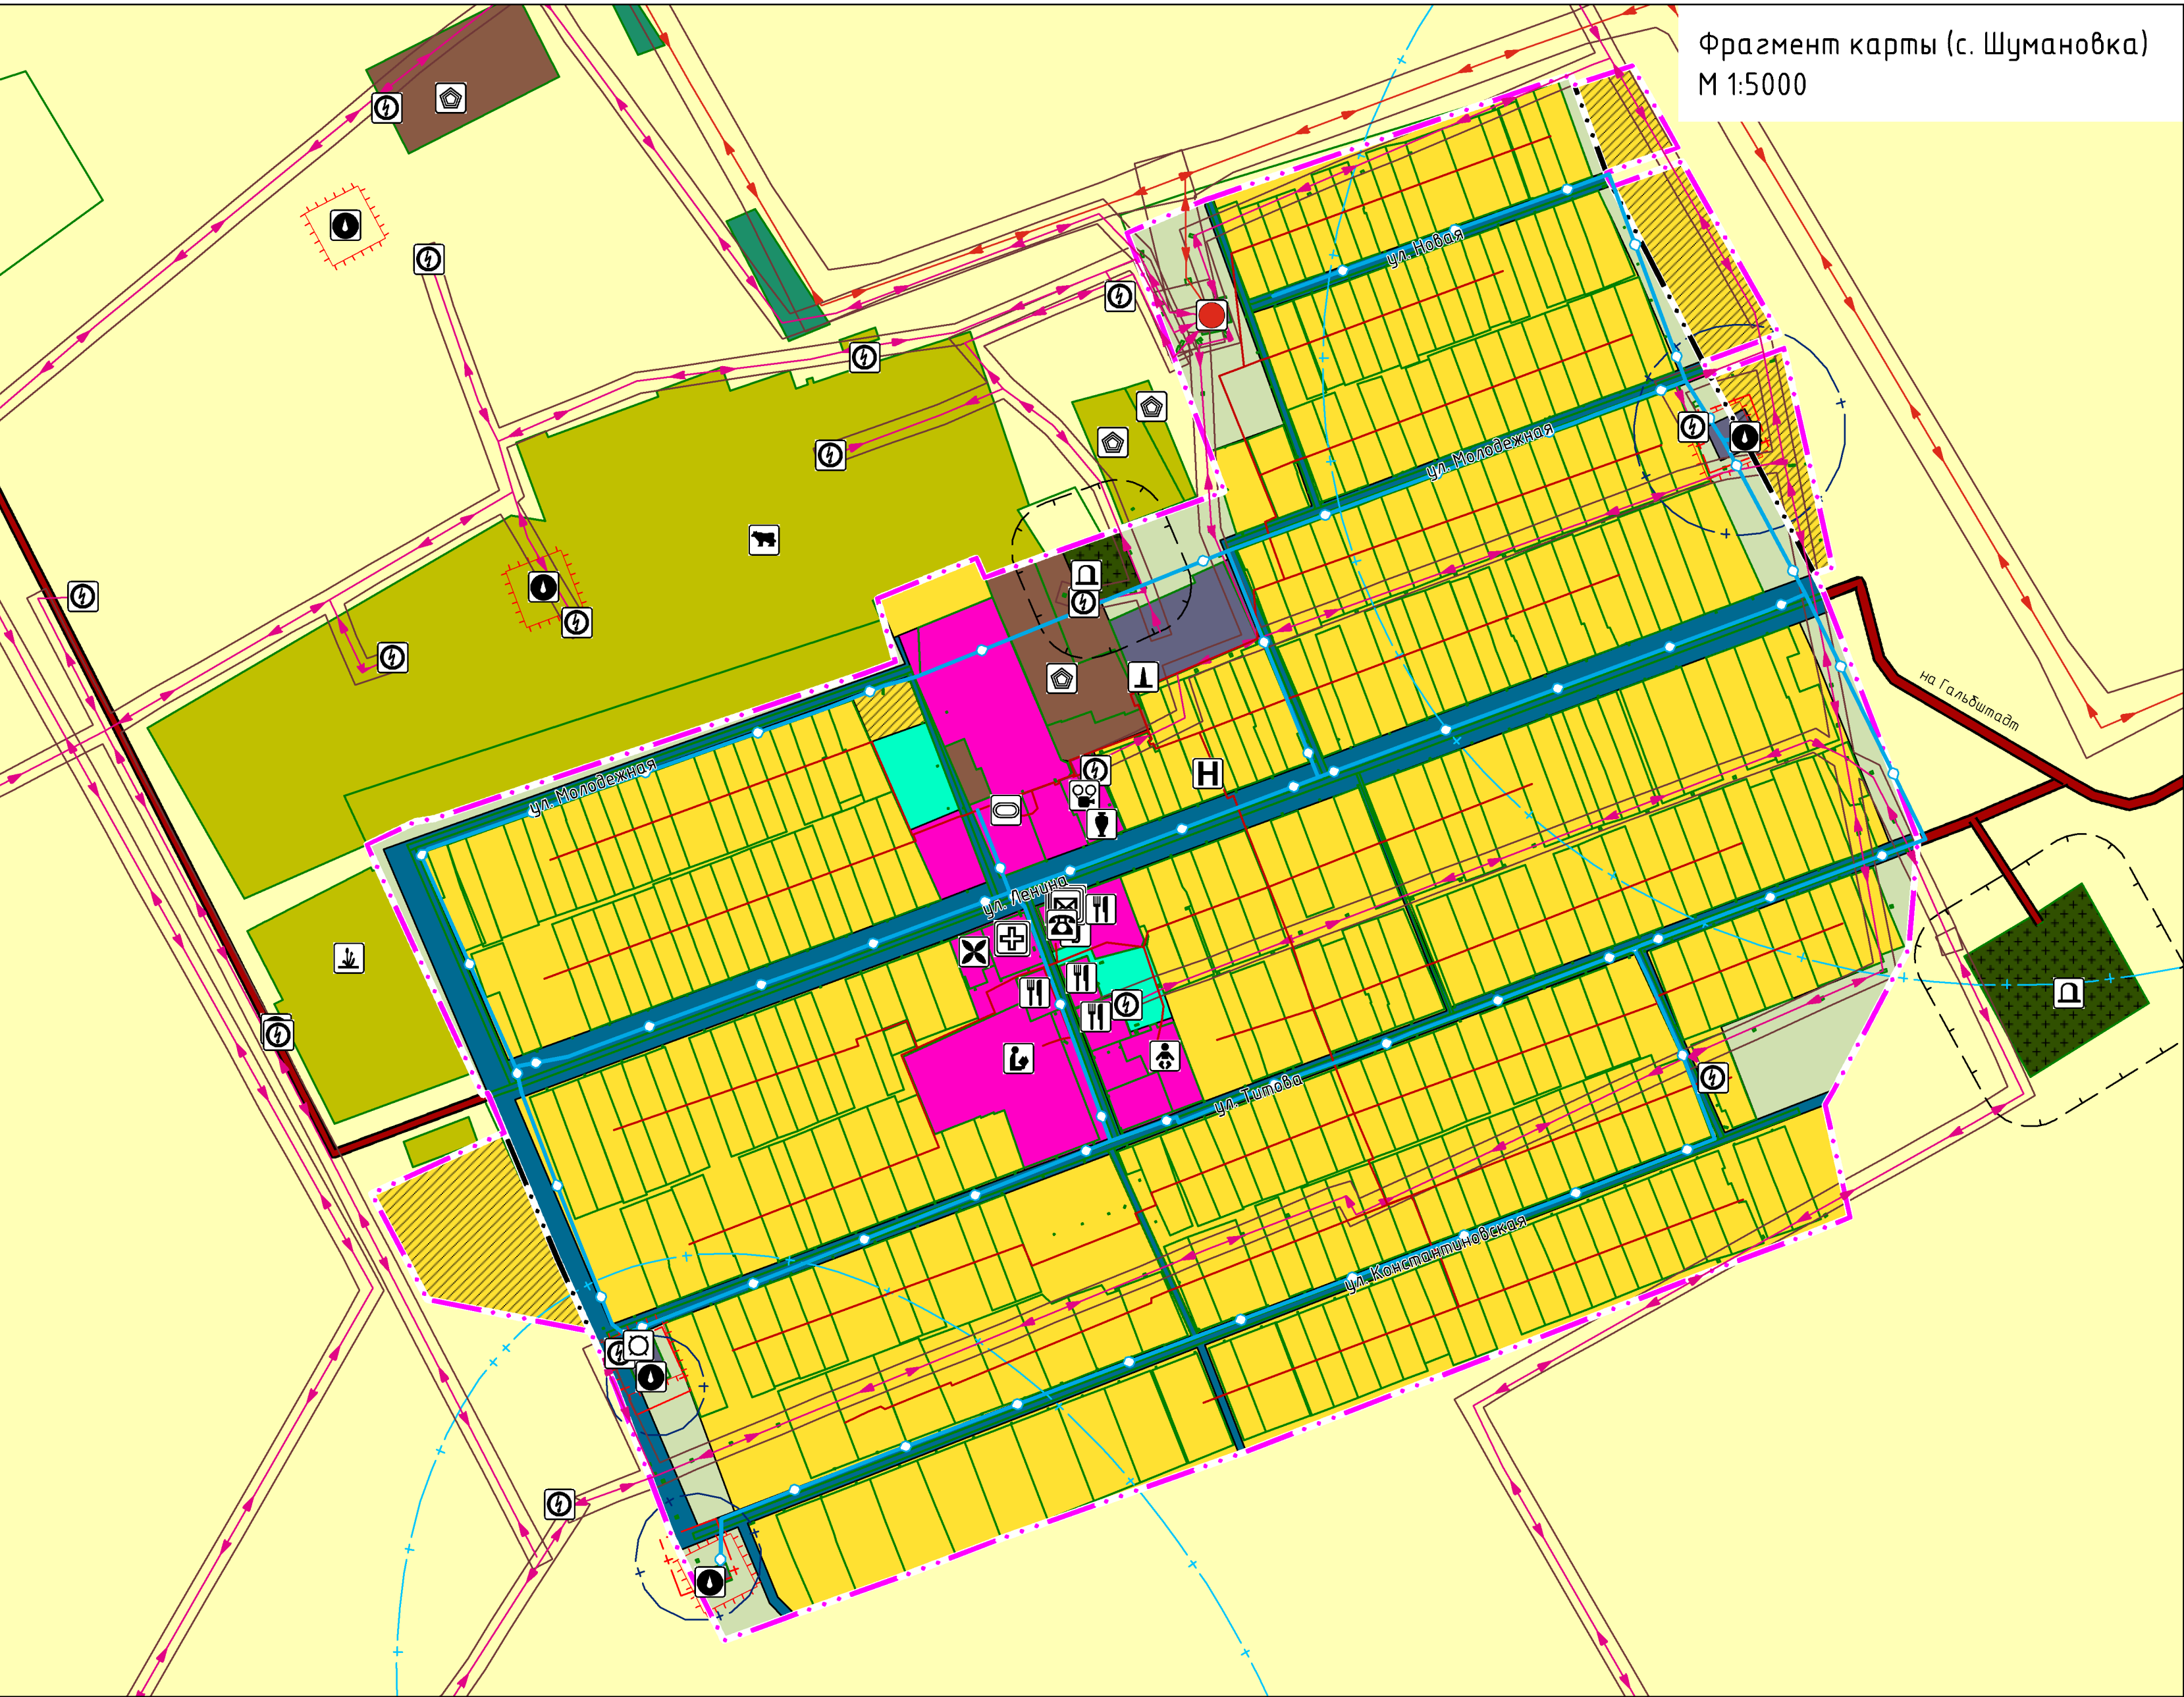 Фрагмент карты (с. Шумановка)
М 1:5000
ул. Новая
ул. Молодежная
на Гальбштадт
H
ул. Молодежная
ул. Ленина
ул. Титова
ул. Константиновская